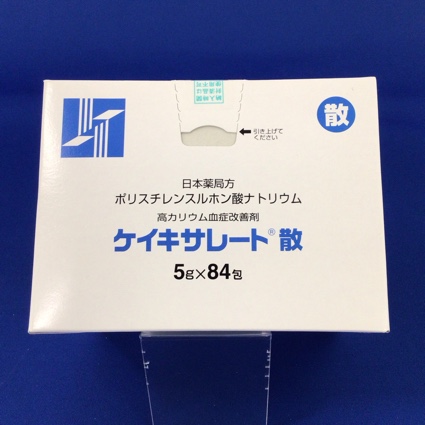 散
引き上げて
ください
日本薬局方
ポリスチレンスルホン酸ナトリウム
高カリウム血症改善剤
ケイキサレート®散
5g×84包